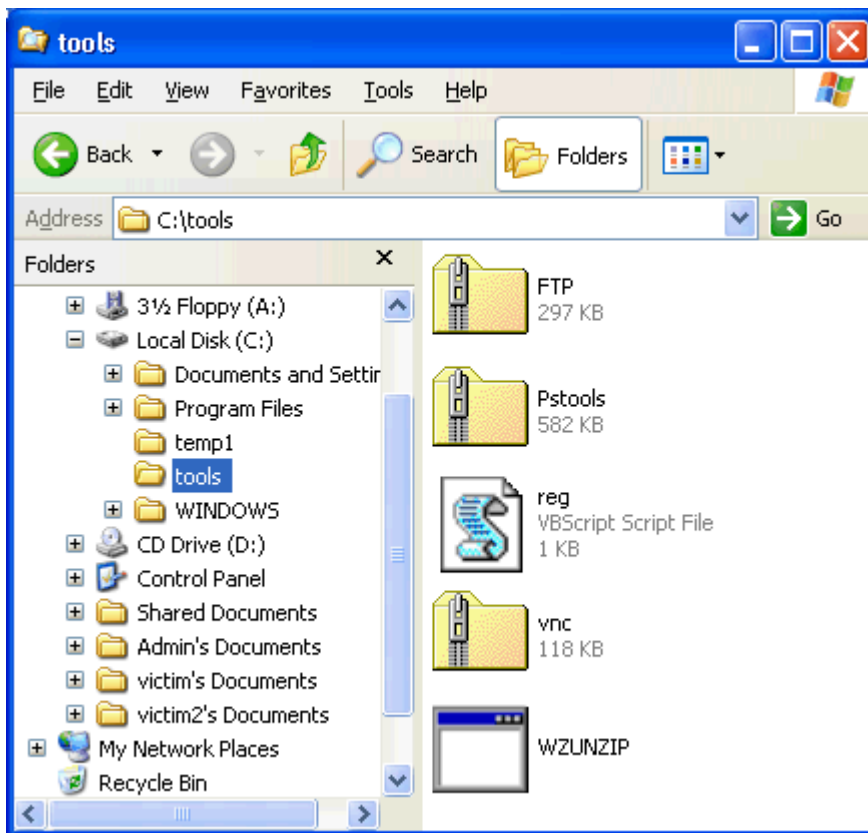 tools
File Edit View Favorites Tools Help
Back Search Folders
Address C:\tools Go
Folders
3½ Floppy (A:)
Local Disk (C:)
Documents and Settin
Program Files
temp1
tools
WINDOWS
CD Drive (D:)
Control Panel
Shared Documents
Admin's Documents
victim's Documents
victim2's Documents
My Network Places
Recycle Bin
FTP
297 KB
Pstools
582 KB
reg
VBScript Script File
1 KB
vnc
118 KB
WZUNZIP